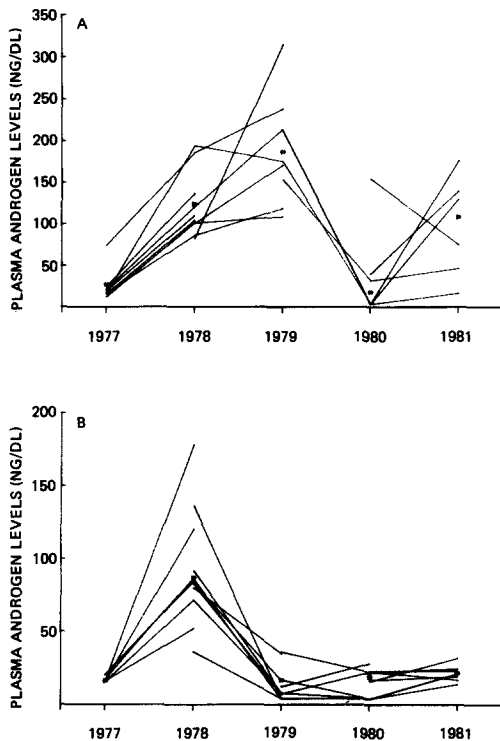 A
PLASMA ANDROGEN LEVELS (NG/DL)
350
300
250
200
150
100
50
1977 1978 1979 1980 1981
B
PLASMA ANDROGEN LEVELS (NG/DL)
200
150
100
50
1977 1978 1979 1980 1981